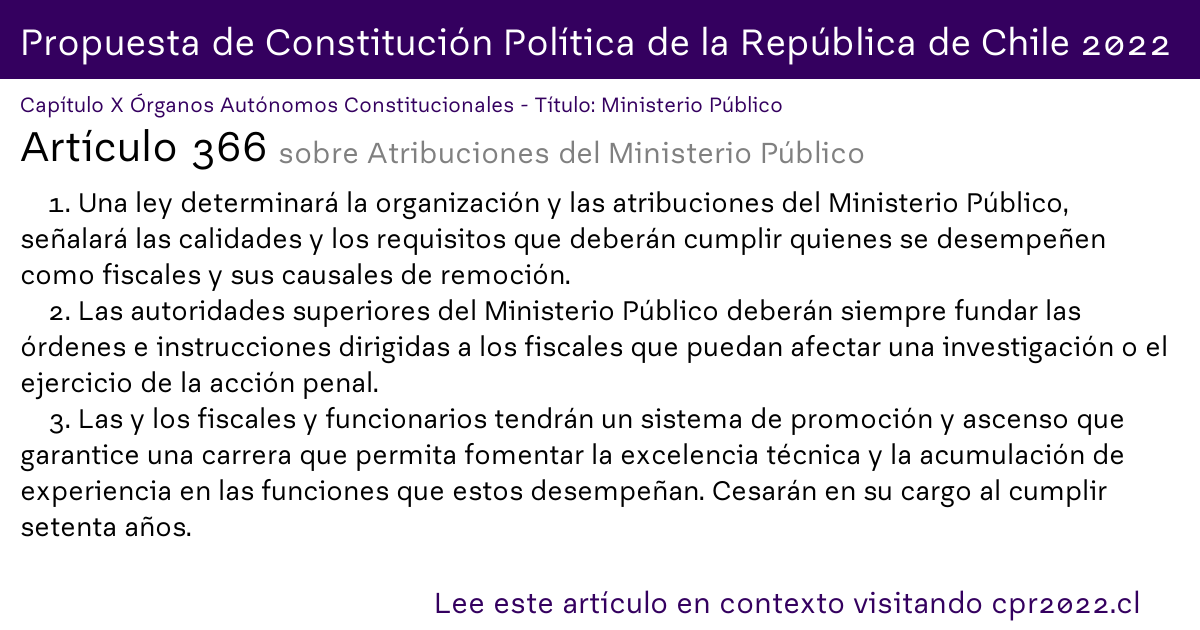 Propuesta de Constitución Política de la República de Chile 2022
Capítulo X Órganos Autónomos Constitucionales - Título: Ministerio Público
Artículo 366 sobre Atribuciones del Ministerio Público
1. Una ley determinará la organización y las atribuciones del Ministerio Público,
señalará las calidades y los requisitos que deberán cumplir quienes se desempeñen
como fiscales y sus causales de remoción.
2. Las autoridades superiores del Ministerio Público deberán siempre fundar las
órdenes e instrucciones dirigidas a los fiscales que puedan afectar una investigación o el
ejercicio de la acción penal.
3. Las y los fiscales y funcionarios tendrán un sistema de promoción y ascenso que
garantice una carrera que permita fomentar la excelencia técnica y la acumulación de
experiencia en las funciones que estos desempeñan. Cesarán en su cargo al cumplir
setenta años.
Lee este artículo en contexto visitando cpr2022.cl